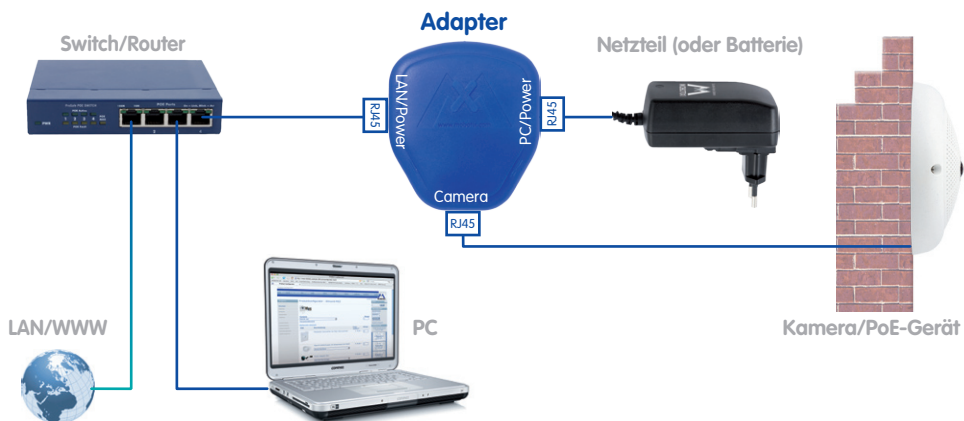 Adapter
Switch/Router
Netzteil (oder Batterie)
LAN/Power
PC/Power
RJ45
RJ45
Camera
RJ45
LAN/WWW
PC
Kamera/PoE-Gerät